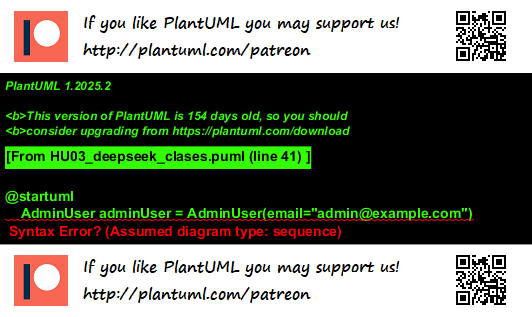 If you like PlantUML you may support us!
http://plantuml.com/patreon
PlantUML 1.2025.2
<b>This version of PlantUML is 154 days old, so you should
<b>consider upgrading from https://plantuml.com/download
[From HU03_deepseek_clases.puml (line 41) ]
@startuml
AdminUser adminUser = AdminUser(email="admin@example.com")
Syntax Error? (Assumed diagram type: sequence)
If you like PlantUML you may support us!
http://plantuml.com/patreon